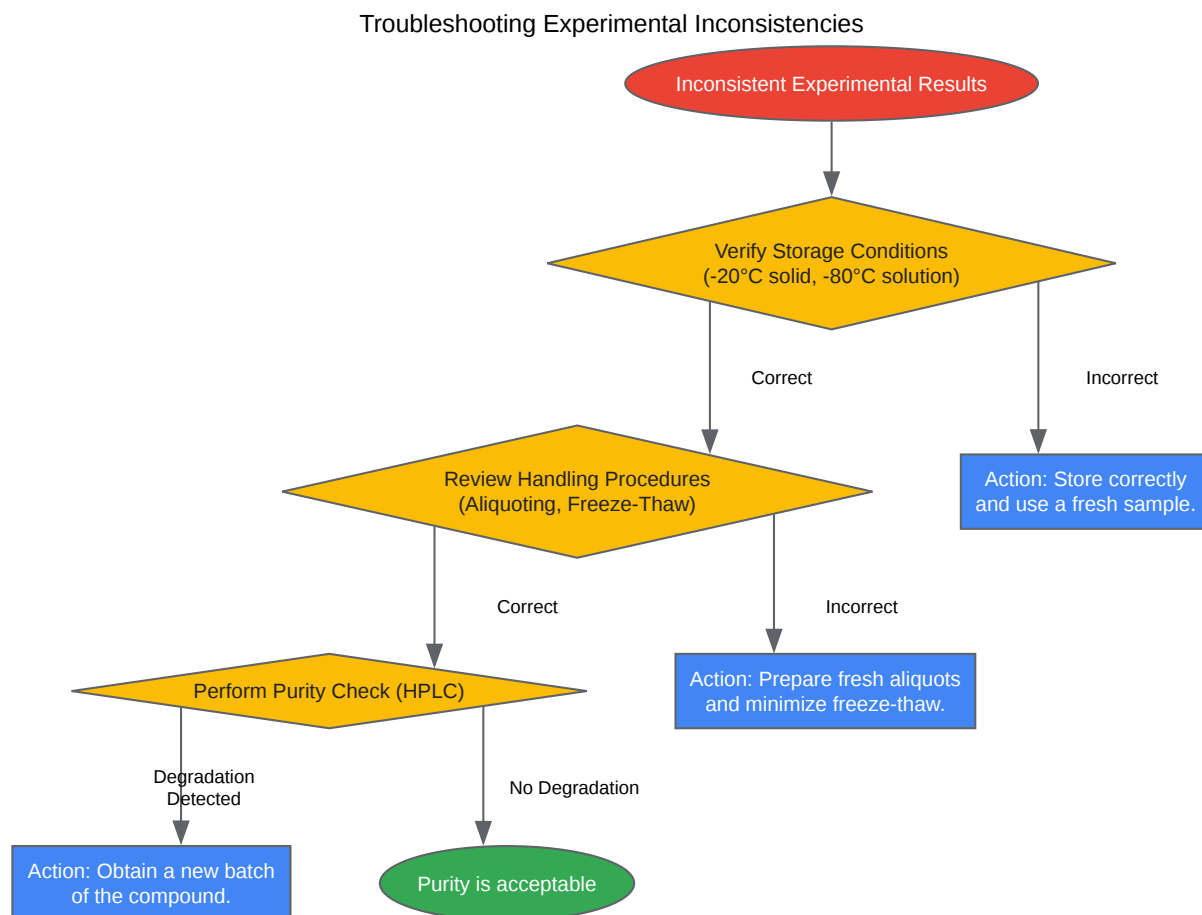 Troubleshooting Experimental Inconsistencies
Inconsistent Experimental Results
Verify Storage Conditions
(-20°C solid, -80°C solution)
Correct
Incorrect
Review Handling Procedures
(Aliquoting, Freeze-Thaw)
Action: Store correctly
and use a fresh sample.
Correct
Incorrect
Perform Purity Check (HPLC)
Action: Prepare fresh aliquots
and minimize freeze-thaw.
Degradation
Detected
No Degradation
Action: Obtain a new batch
of the compound.
Purity is acceptable